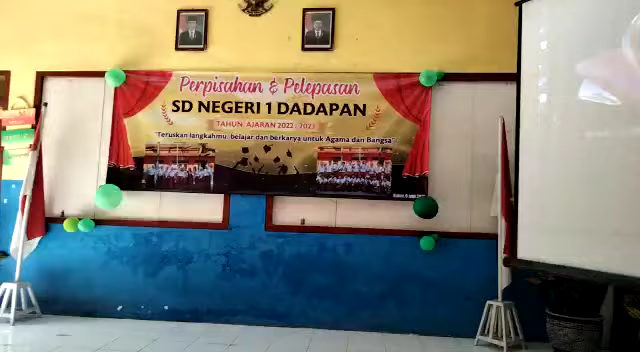 Perpisahan & Pelepasan
SD NEGERI 1 DADAPAN
TAHUN AJARAN 2022 - 2023
"Teruskan langkahmu, belajar dan berkarya untuk Agama dan Bangsa"